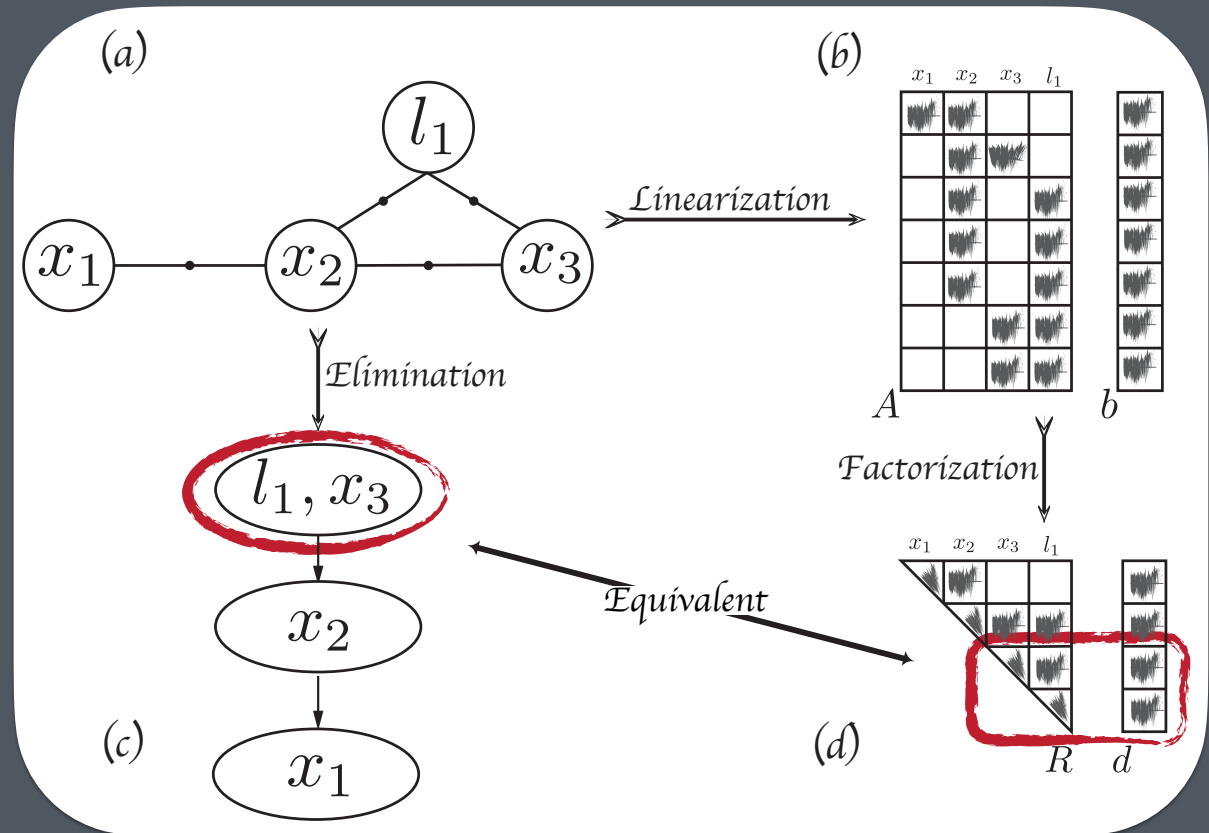 (a)
(b)
x₁ x₂ x₃ l₁
l₁
Linearization
x₁ x₂ x₃
A b
Elimination
Factorization
l₁, x₃
x₁ x₂ x₃ l₁
Equivalent
x₂
(c)
(d)
R d
x₁